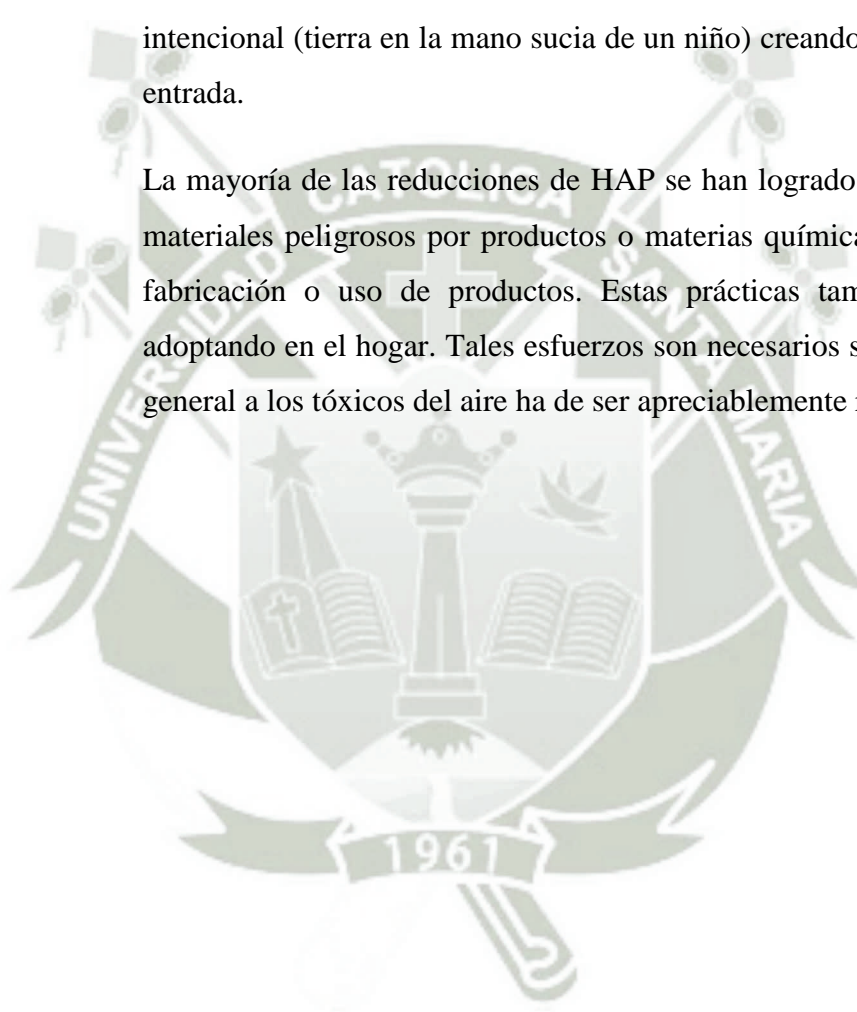 intencional (tierra en la mano sucia de un niño) creando
entrada.
La mayoría de las reducciones de HAP se han logrado
materiales peligrosos por productos o materias química
fabricación o uso de productos. Estas prácticas tam
adoptando en el hogar. Tales esfuerzos son necesarios s
general a los tóxicos del aire ha de ser apreciablemente
UNIVERSIDAD CATOLICA SANTA MARIA
1961